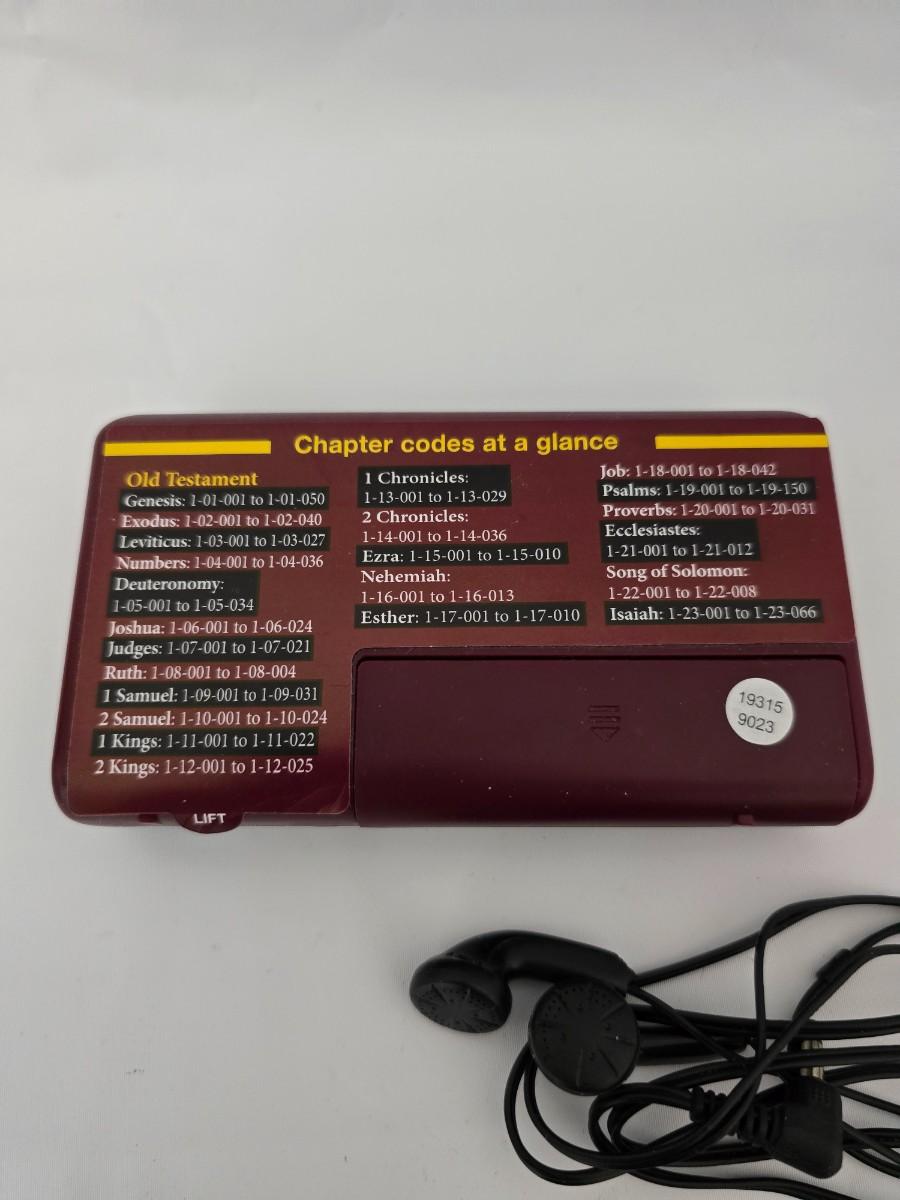 Chapter codes at a glance
Old Testament
Genesis: 1-01-001 to 1-01-050
Exodus: 1-02-001 to 1-02-040
Leviticus: 1-03-001 to 1-03-027
Numbers: 1-04-001 to 1-04-036
Deuteronomy:
1-05-001 to 1-05-034
Joshua: 1-06-001 to 1-06-024
Judges: 1-07-001 to 1-07-021
Ruth: 1-08-001 to 1-08-004
1 Samuel: 1-09-001 to 1-09-031
2 Samuel: 1-10-001 to 1-10-024
1 Kings: 1-11-001 to 1-11-022
2 Kings: 1-12-001 to 1-12-025
1 Chronicles:
1-13-001 to 1-13-029
2 Chronicles:
1-14-001 to 1-14-036
Ezra: 1-15-001 to 1-15-010
Nehemiah:
1-16-001 to 1-16-013
Esther: 1-17-001 to 1-17-010
Job: 1-18-001 to 1-18-042
Psalms: 1-19-001 to 1-19-150
Proverbs: 1-20-001 to 1-20-031
Ecclesiastes:
1-21-001 to 1-21-012
Song of Solomon:
1-22-001 to 1-22-008
Isaiah: 1-23-001 to 1-23-066
19315
9023
LIFT